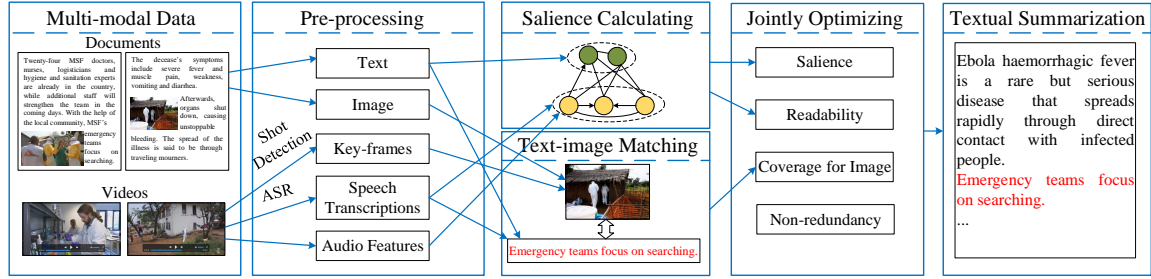 Multi-modal Data
Documents
Twenty-four MSF doctors,
nurses, logisticians and
hygiene and sanitation experts
are already in the country,
while additional staff will
strengthen the team in the
coming days. With the help of
the local community, MSF's
emergency
teams
focus on
searching.
The decease's symptoms
include severe fever and
muscle pain, weakness,
vomiting and diarrhea.
Afterwards,
organs shut
down, causing
unstoppable
bleeding. The spread of the
illness is said to be through
traveling mourners.
Videos
Pre-processing
Text
Image
Shot
Detection
Key-frames
ASR
Speech
Transcriptions
Audio Features
Salience Calculating
Text-image Matching
Emergency teams focus on searching.
Jointly Optimizing
Salience
Readability
Coverage for Image
Non-redundancy
Textual Summarization
Ebola haemorrhagic fever
is a rare but serious
disease that spreads
rapidly through direct
contact with infected
people.
Emergency teams focus
on searching.
...